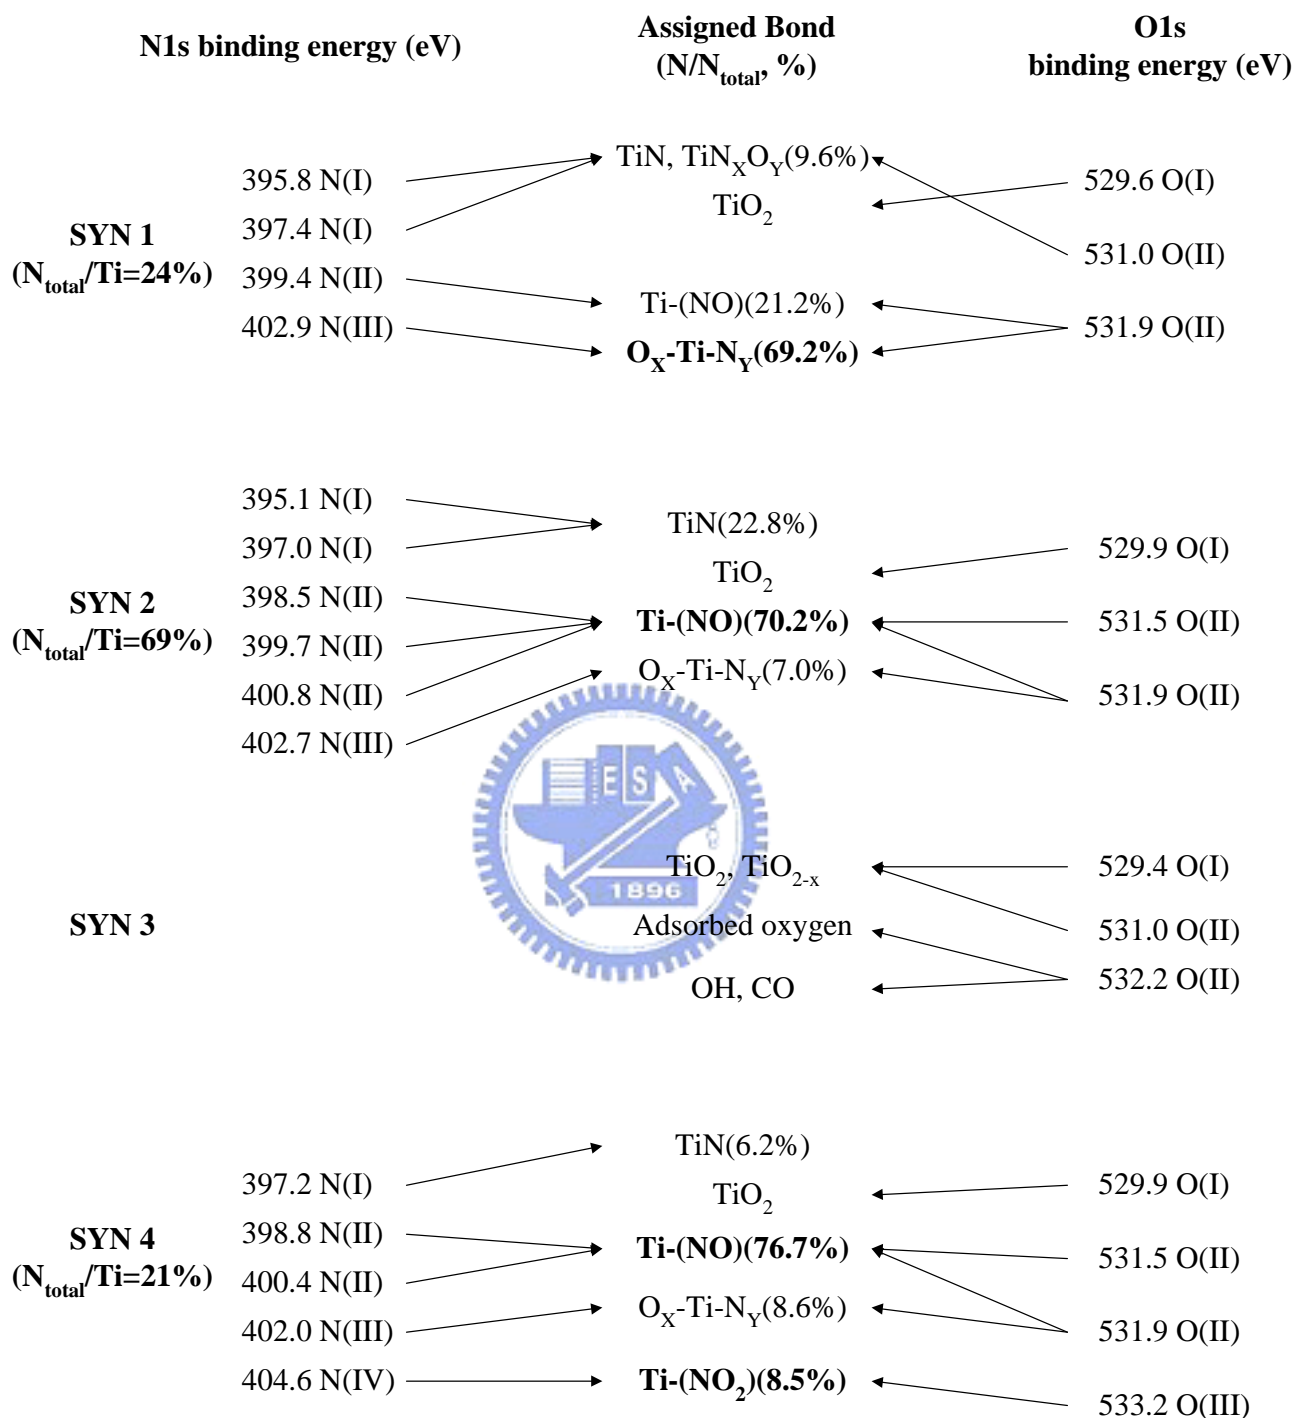 N1s binding energy (eV)
Assigned Bond
(N/Ntotal, %)
O1s
binding energy (eV)
SYN 1
(Ntotal/Ti=24%)
395.8 N(I)
397.4 N(I)
399.4 N(II)
402.9 N(III)
TiN, TiNXOY(9.6%)
TiO2
Ti-(NO)(21.2%)
OX-Ti-NY(69.2%)
529.6 O(I)
531.0 O(II)
531.9 O(II)
SYN 2
(Ntotal/Ti=69%)
395.1 N(I)
397.0 N(I)
398.5 N(II)
399.7 N(II)
400.8 N(II)
402.7 N(III)
TiN(22.8%)
TiO2
Ti-(NO)(70.2%)
OX-Ti-NY(7.0%)
529.9 O(I)
531.5 O(II)
531.9 O(II)
E S A
1896
SYN 3
TiO2, TiO2-x
Adsorbed oxygen
OH, CO
529.4 O(I)
531.0 O(II)
532.2 O(II)
SYN 4
(Ntotal/Ti=21%)
397.2 N(I)
398.8 N(II)
400.4 N(II)
402.0 N(III)
404.6 N(IV)
TiN(6.2%)
TiO2
Ti-(NO)(76.7%)
OX-Ti-NY(8.6%)
Ti-(NO2)(8.5%)
529.9 O(I)
531.5 O(II)
531.9 O(II)
533.2 O(III)